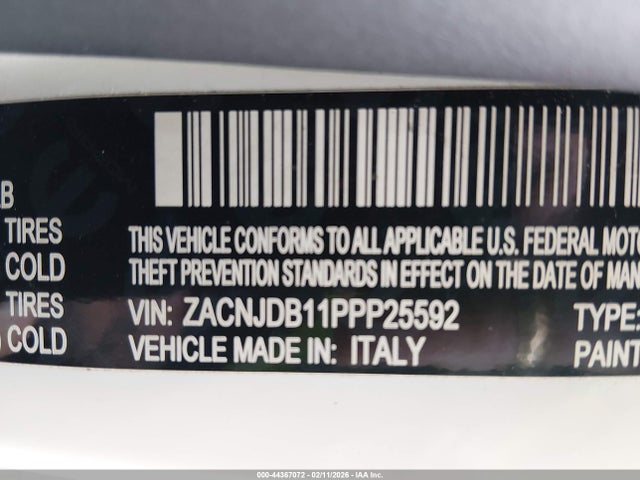 LB
TIRES
COLD
TIRES
COLD
THIS VEHICLE CONFORMS TO ALL APPLICABLE U.S. FEDERAL MOTO
THEFT PREVENTION STANDARDS IN EFFECT ON THE DATE OF MAN
VIN: ZACNJDB11PPP25592
TYPE:
VEHICLE MADE IN: ITALY
PAINT
000-44367072 - 02/11/2026 - IAA Inc.